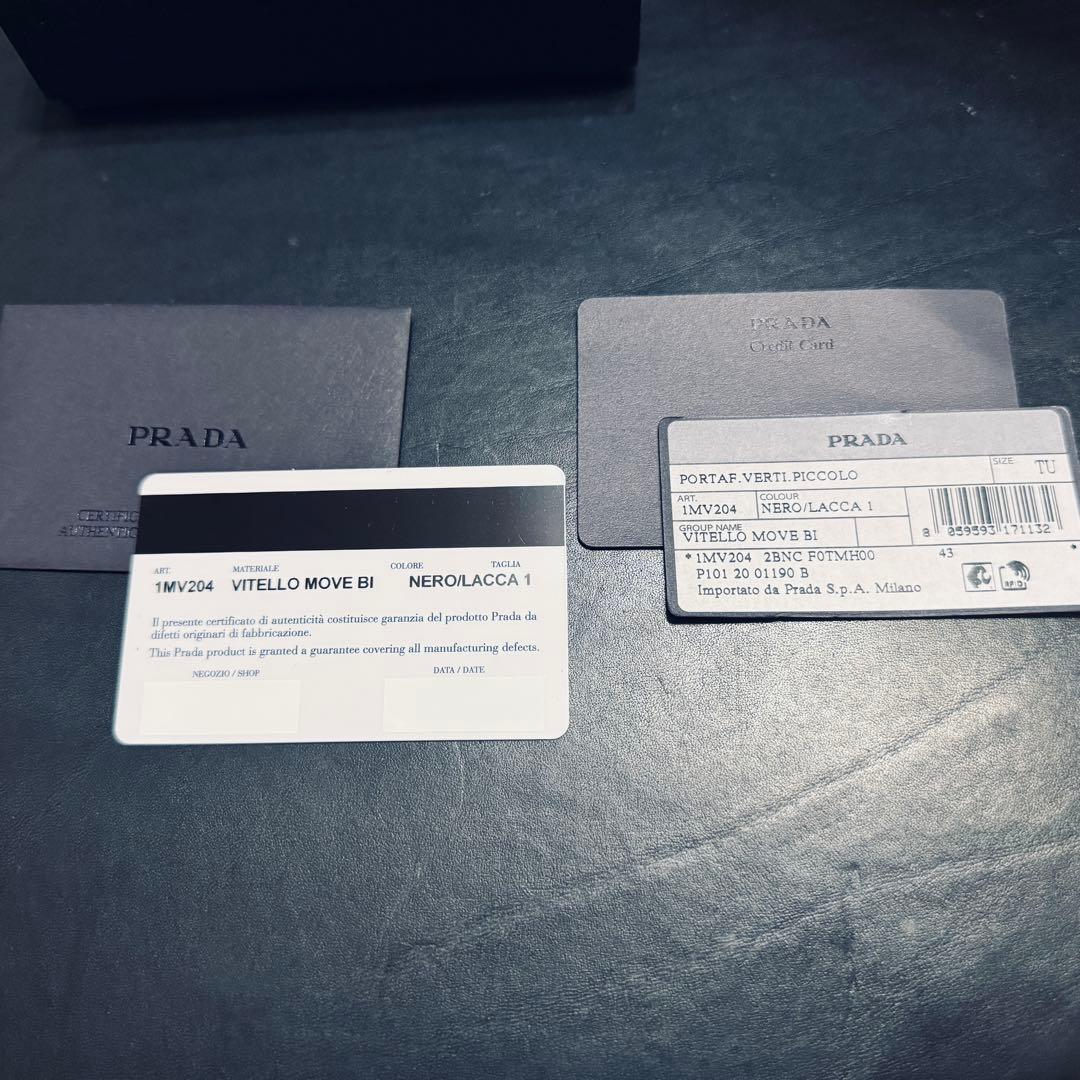 PRADA
CERTIFIC
AUTHENTIC
ART. MATERIALE COLORE TAGLIA
1MV204 VITELLO MOVE BI NERO/LACCA 1
Il presente certificato di autenticità costituisce garanzia del prodotto Prada da
difetti originari di fabbricazione.
This Prada product is granted a guarantee covering all manufacturing defects.
NEGOZIO / SHOP DATA / DATE
PRADA
Credit Card
PRADA
PORTAF.VERTI.PICCOLO SIZE TU
ART. COLOUR
1MV204 NERO/LACCA 1
GROUP NAME
VITELLO MOVE BI
8 059593 171132
* 1MV204 2BNC F0TMH00 43
P101 20 01190 B
Importato da Prada S.p.A. Milano
RFID